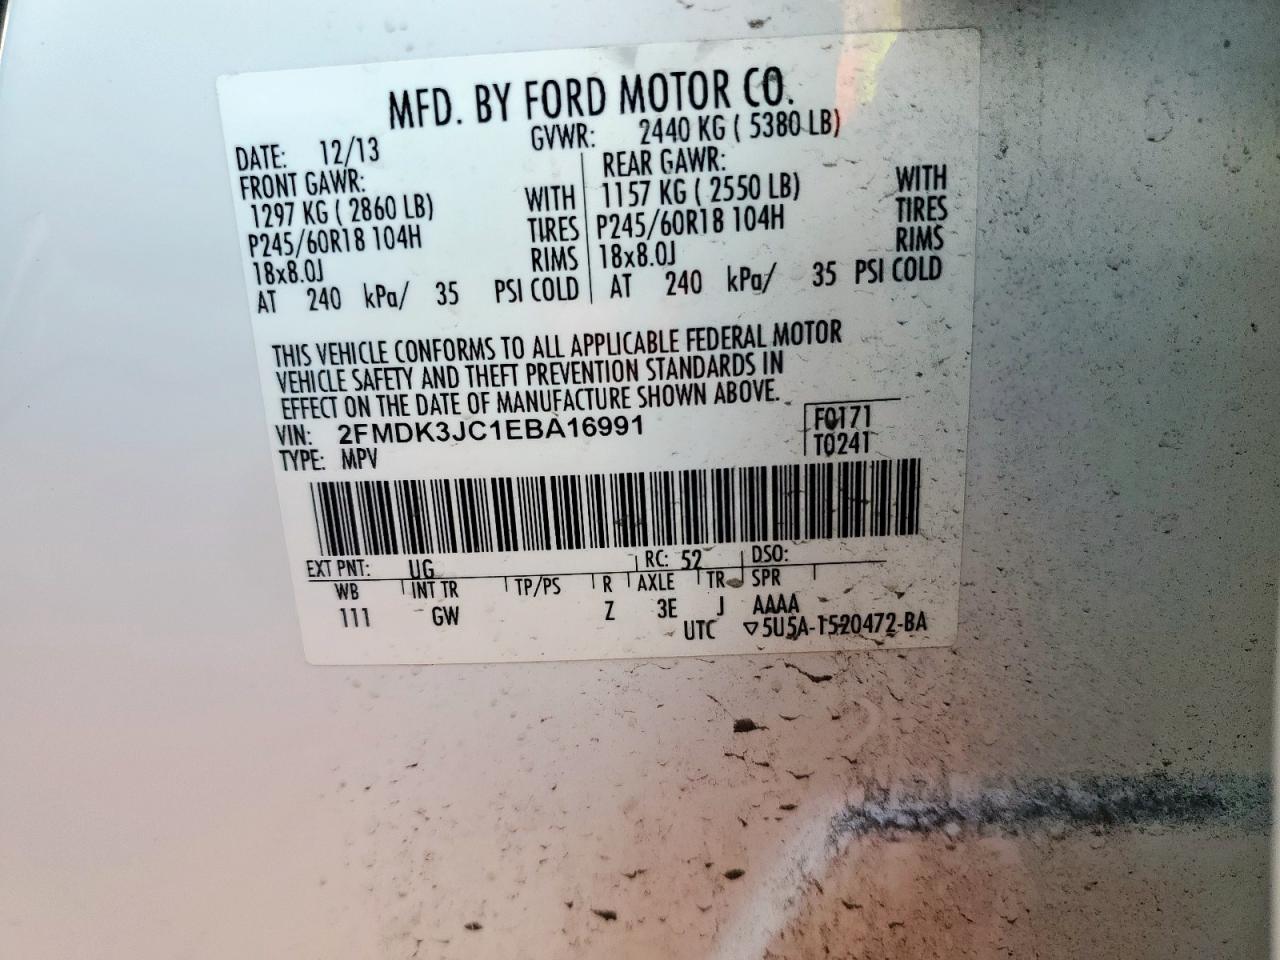 MFD. BY FORD MOTOR CO.
DATE: 12/13 GVWR: 2440 KG ( 5380 LB)
FRONT GAWR: REAR GAWR:
1297 KG ( 2860 LB) WITH 1157 KG ( 2550 LB) WITH
P245/60R18 104H TIRES P245/60R18 104H TIRES
18x8.0J RIMS 18x8.0J RIMS
AT 240 kPa/ 35 PSI COLD AT 240 kPa/ 35 PSI COLD
THIS VEHICLE CONFORMS TO ALL APPLICABLE FEDERAL MOTOR
VEHICLE SAFETY AND THEFT PREVENTION STANDARDS IN
EFFECT ON THE DATE OF MANUFACTURE SHOWN ABOVE.
VIN: 2FMDK3JC1EBA16991 F0171
TYPE: MPV T0241
EXT PNT: UG RC: 52 DSO:
WB INT TR TP/PS R AXLE TR SPR
111 GW Z 3E J AAAA
UTC ▽5U5A-1520472-BA